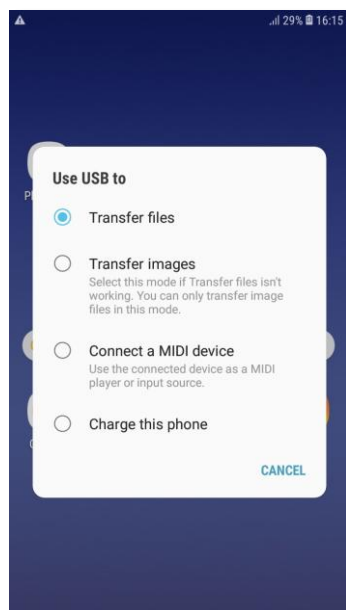 29% 16:15
Use USB to
Transfer files
Transfer images
Select this mode if Transfer files isn't
working. You can only transfer image
files in this mode.
Connect a MIDI device
Use the connected device as a MIDI
player or input source.
Charge this phone
CANCEL